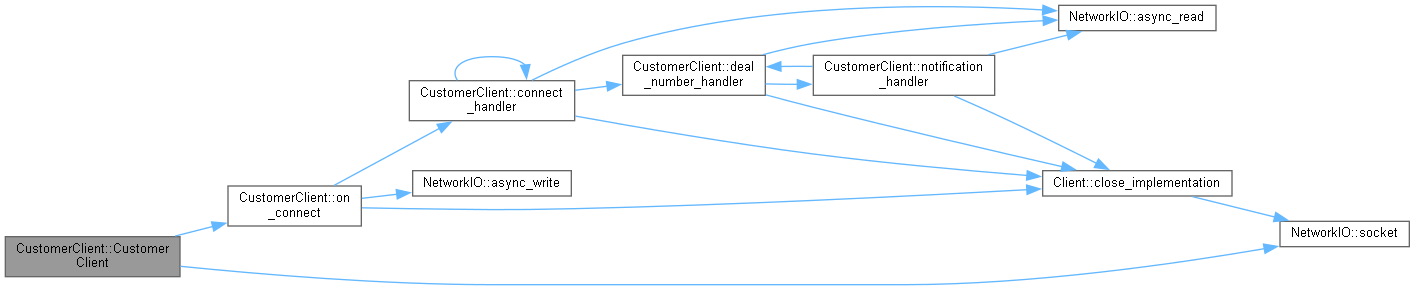 NetworkIO::async_read
CustomerClient::deal
_number_handler
CustomerClient::notification
_handler
CustomerClient::connect
_handler
NetworkIO::async_write
Client::close_implementation
CustomerClient::on
_connect
NetworkIO::socket
CustomerClient::Customer
Client